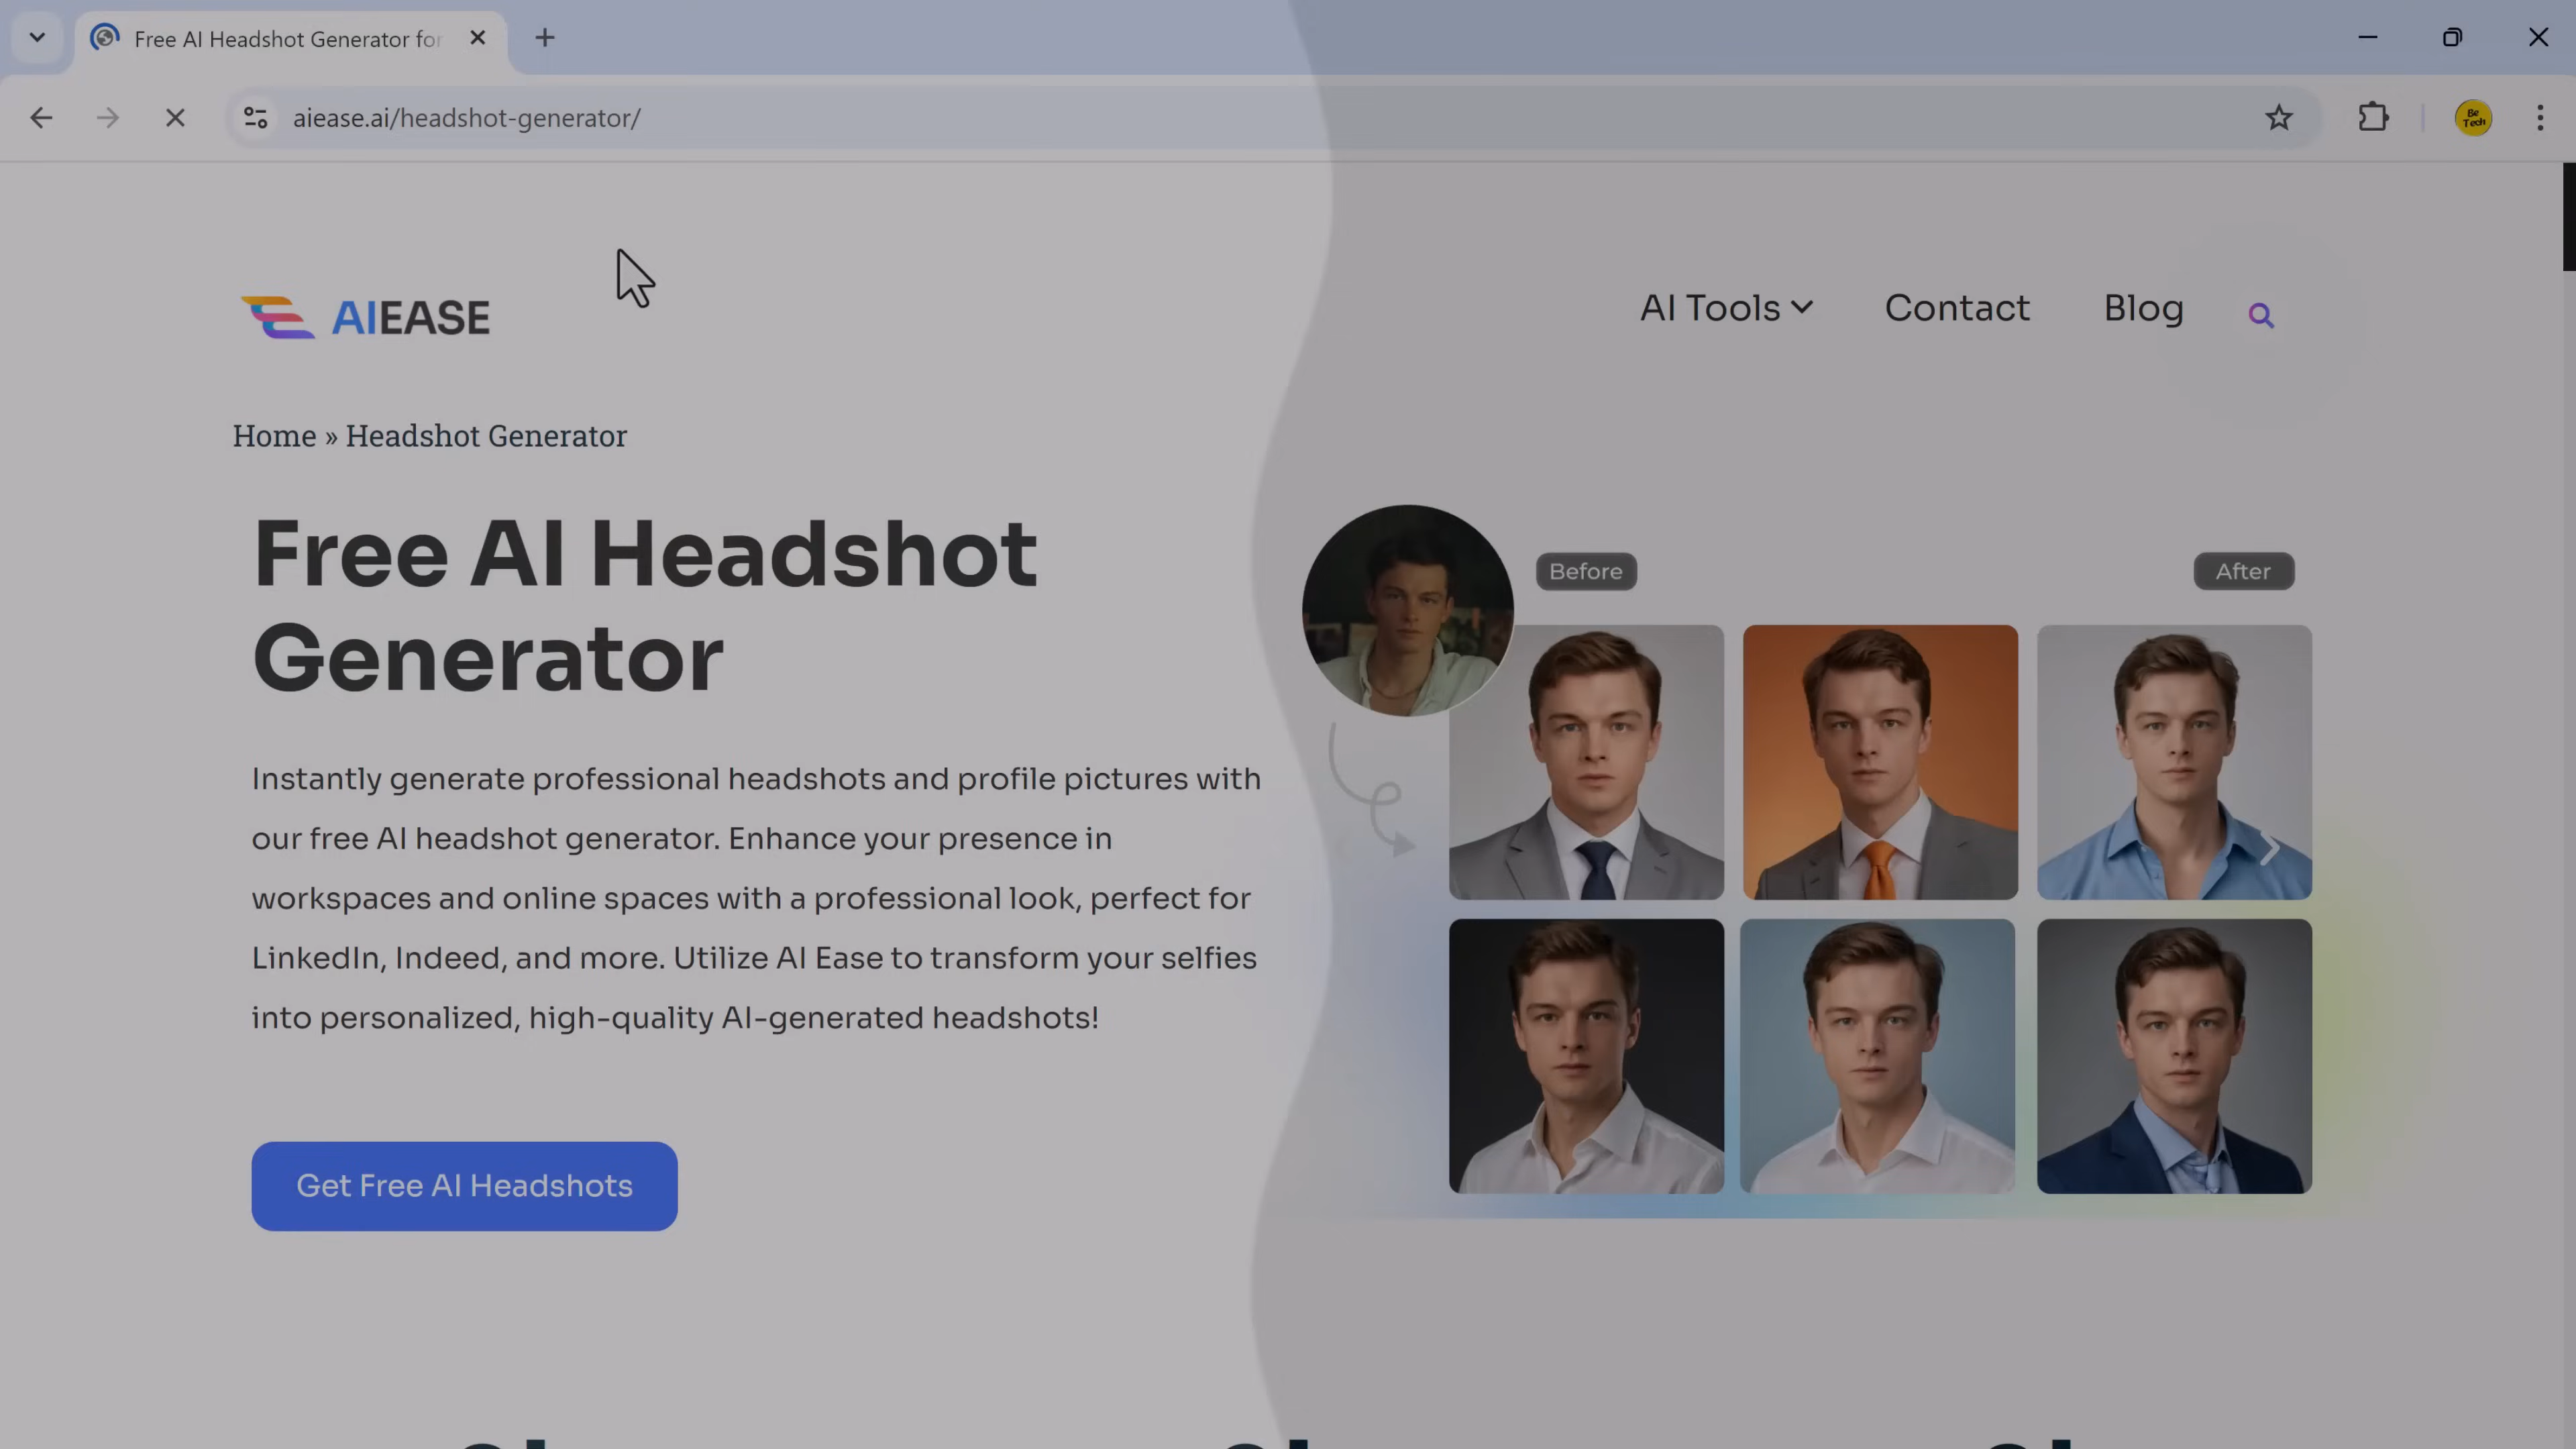 Free AI Headshot Generator for
aiease.ai/headshot-generator/
Be
Tech
AIEASE
AI Tools
Contact
Blog
Home » Headshot Generator
Free AI Headshot
Generator
Instantly generate professional headshots and profile pictures with
our free AI headshot generator. Enhance your presence in
workspaces and online spaces with a professional look, perfect for
LinkedIn, Indeed, and more. Utilize AI Ease to transform your selfies
into personalized, high-quality AI-generated headshots!
Get Free AI Headshots
Before
After